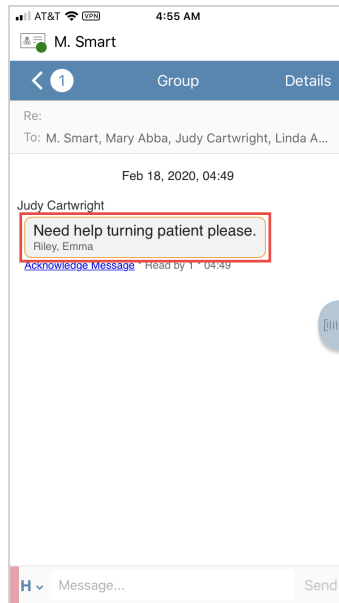 AT&T VPN 4:55 AM
M. Smart
1 Group Details
Re:
To: M. Smart, Mary Abba, Judy Cartwright, Linda A...
Feb 18, 2020, 04:49
Judy Cartwright
Need help turning patient please.
Riley, Emma
Acknowledge Message * Read by 1 * 04:49
H Message... Send